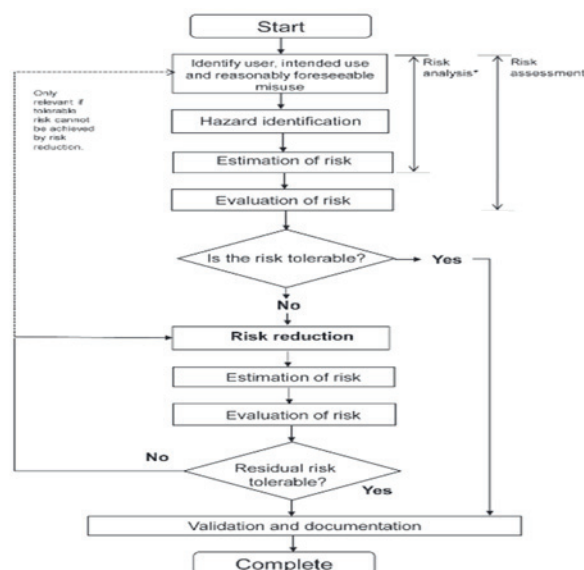 Start
Identify user, intended use
and reasonably foreseeable
misuse
Risk
analysis*
Risk
assessment
Only
relevant if
tolerable
risk cannot
be achieved
by risk
reduction.
Hazard identification
Estimation of risk
Evaluation of risk
Is the risk tolerable?
Yes
No
Risk reduction
Estimation of risk
Evaluation of risk
No
Residual risk
tolerable?
Yes
Validation and documentation
Complete